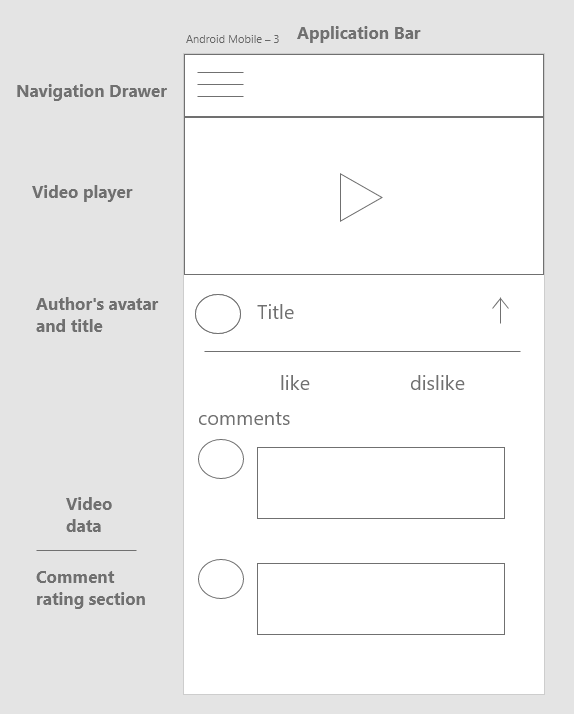 Android Mobile – 3
Application Bar
Navigation Drawer
Video player
Author's avatar
and title
Title
like
dislike
comments
Video
data
Comment
rating section